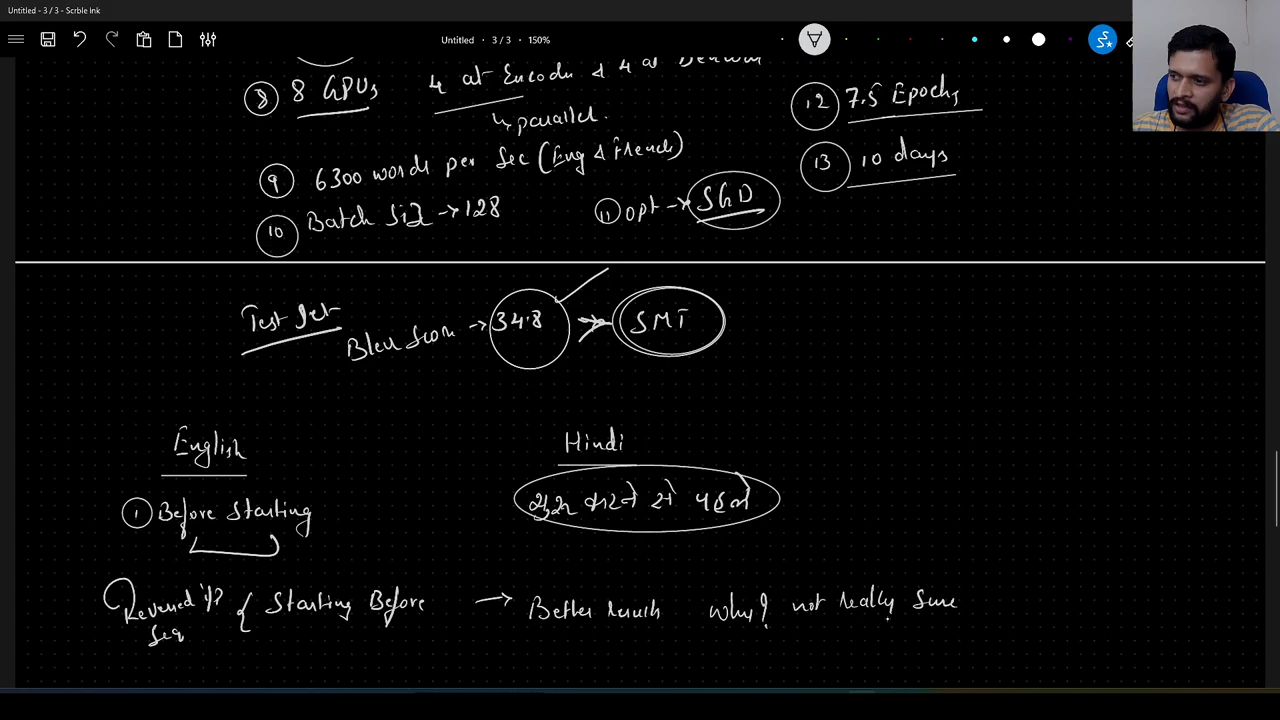 Untitled - 3 / 3 - Scrble Ink
Untitled • 3 / 3 • 150%
8 8 GPUs 4 at Encoder & 4 at Decoder
↳ parallel.
12 7.5 Epochs
9 6300 words per sec (Eng & French)
13 10 days
10 Batch Size → 128
11 opt → SGD
Test Set
Bleu Score → 34.8 > SMT
English
Hindi
1 Before Starting
शुरू करने से पहले
Reversed i/p { Starting Before → Better results why? not really sure
seq